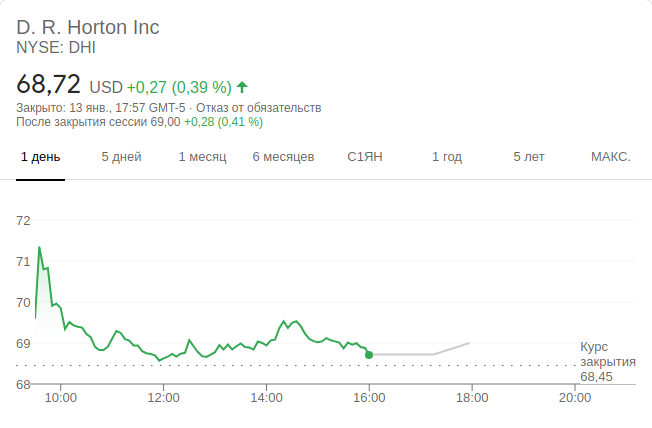 D. R. Horton Inc
NYSE: DHI
68,72 USD +0,27 (0,39 %)
Закрыто: 13 янв., 17:57 GMT-5 · Отказ от обязательств
После закрытия сессии 69,00 +0,28 (0,41 %)
1 день 5 дней 1 месяц 6 месяцев С1ЯН 1 год 5 лет МАКС.
72
71
70
69
Курс
закрытия
68,45
68
10:00 12:00 14:00 16:00 18:00 20:00